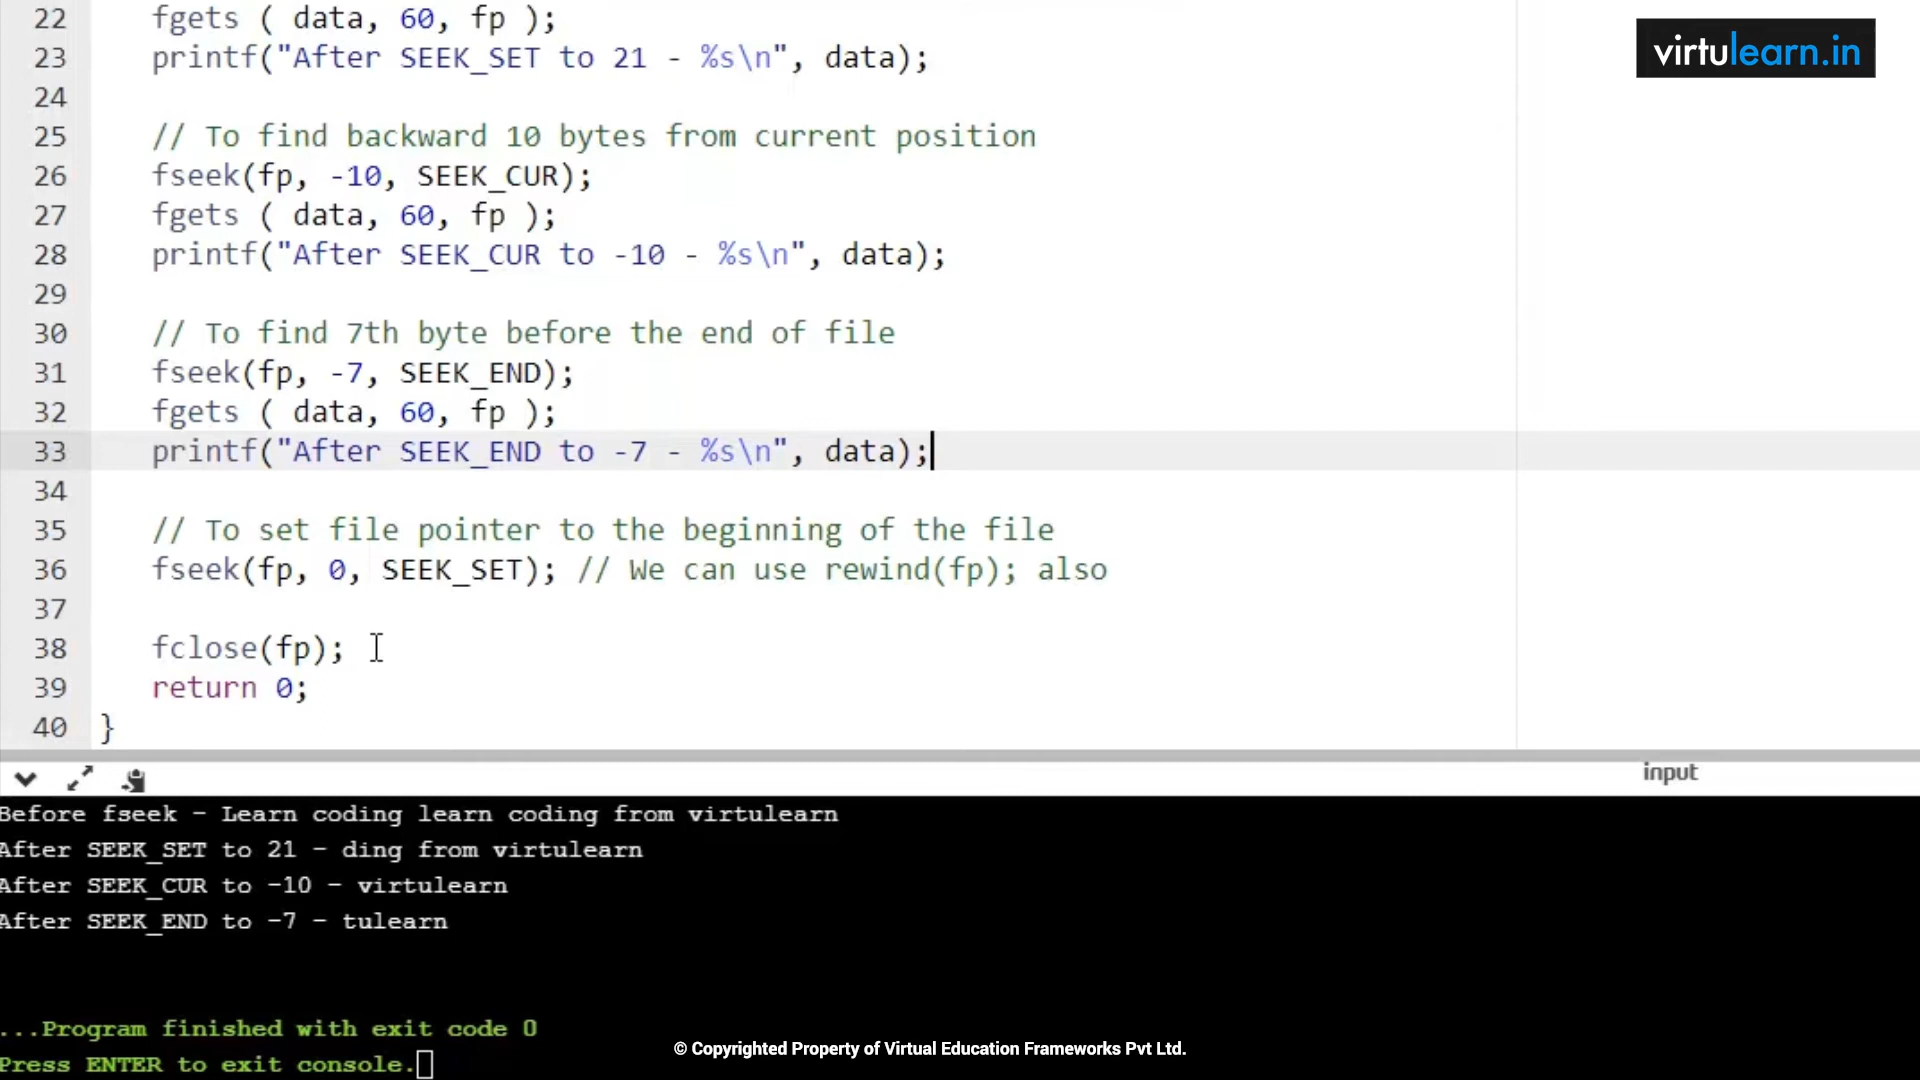 22 fgets ( data, 60, fp );
virtulearn.in
23 printf("After SEEK_SET to 21 - %s\n", data);
24
25 // To find backward 10 bytes from current position
26 fseek(fp, -10, SEEK_CUR);
27 fgets ( data, 60, fp );
28 printf("After SEEK_CUR to -10 - %s\n", data);
29
30 // To find 7th byte before the end of file
31 fseek(fp, -7, SEEK_END);
32 fgets ( data, 60, fp );
33 printf("After SEEK_END to -7 - %s\n", data);
34
35 // To set file pointer to the beginning of the file
36 fseek(fp, 0, SEEK_SET); // We can use rewind(fp); also
37
38 fclose(fp);
39 return 0;
40 }
input
Before fseek - Learn coding learn coding from virtulearn
After SEEK_SET to 21 - ding from virtulearn
After SEEK_CUR to -10 - virtulearn
After SEEK_END to -7 - tulearn
...Program finished with exit code 0
Press ENTER to exit console.
© Copyrighted Property of Virtual Education Frameworks Pvt Ltd.